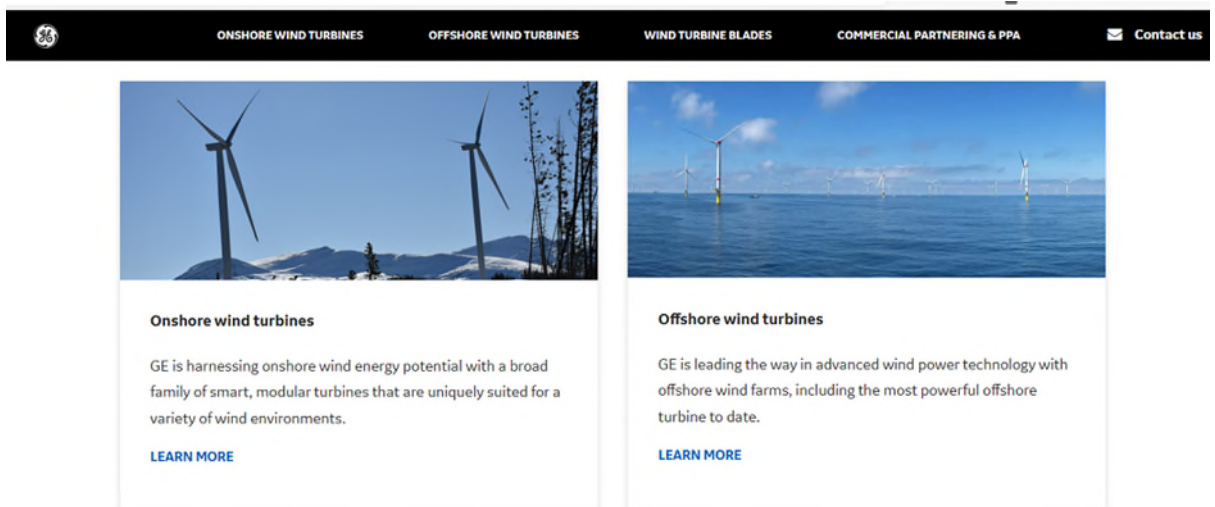 ONSHORE WIND TURBINES
OFFSHORE WIND TURBINES
WIND TURBINE BLADES
COMMERCIAL PARTNERING & PPA
Contact us
Onshore wind turbines
GE is harnessing onshore wind energy potential with a broad
family of smart, modular turbines that are uniquely suited for a
variety of wind environments.
LEARN MORE
Offshore wind turbines
GE is leading the way in advanced wind power technology with
offshore wind farms, including the most powerful offshore
turbine to date.
LEARN MORE